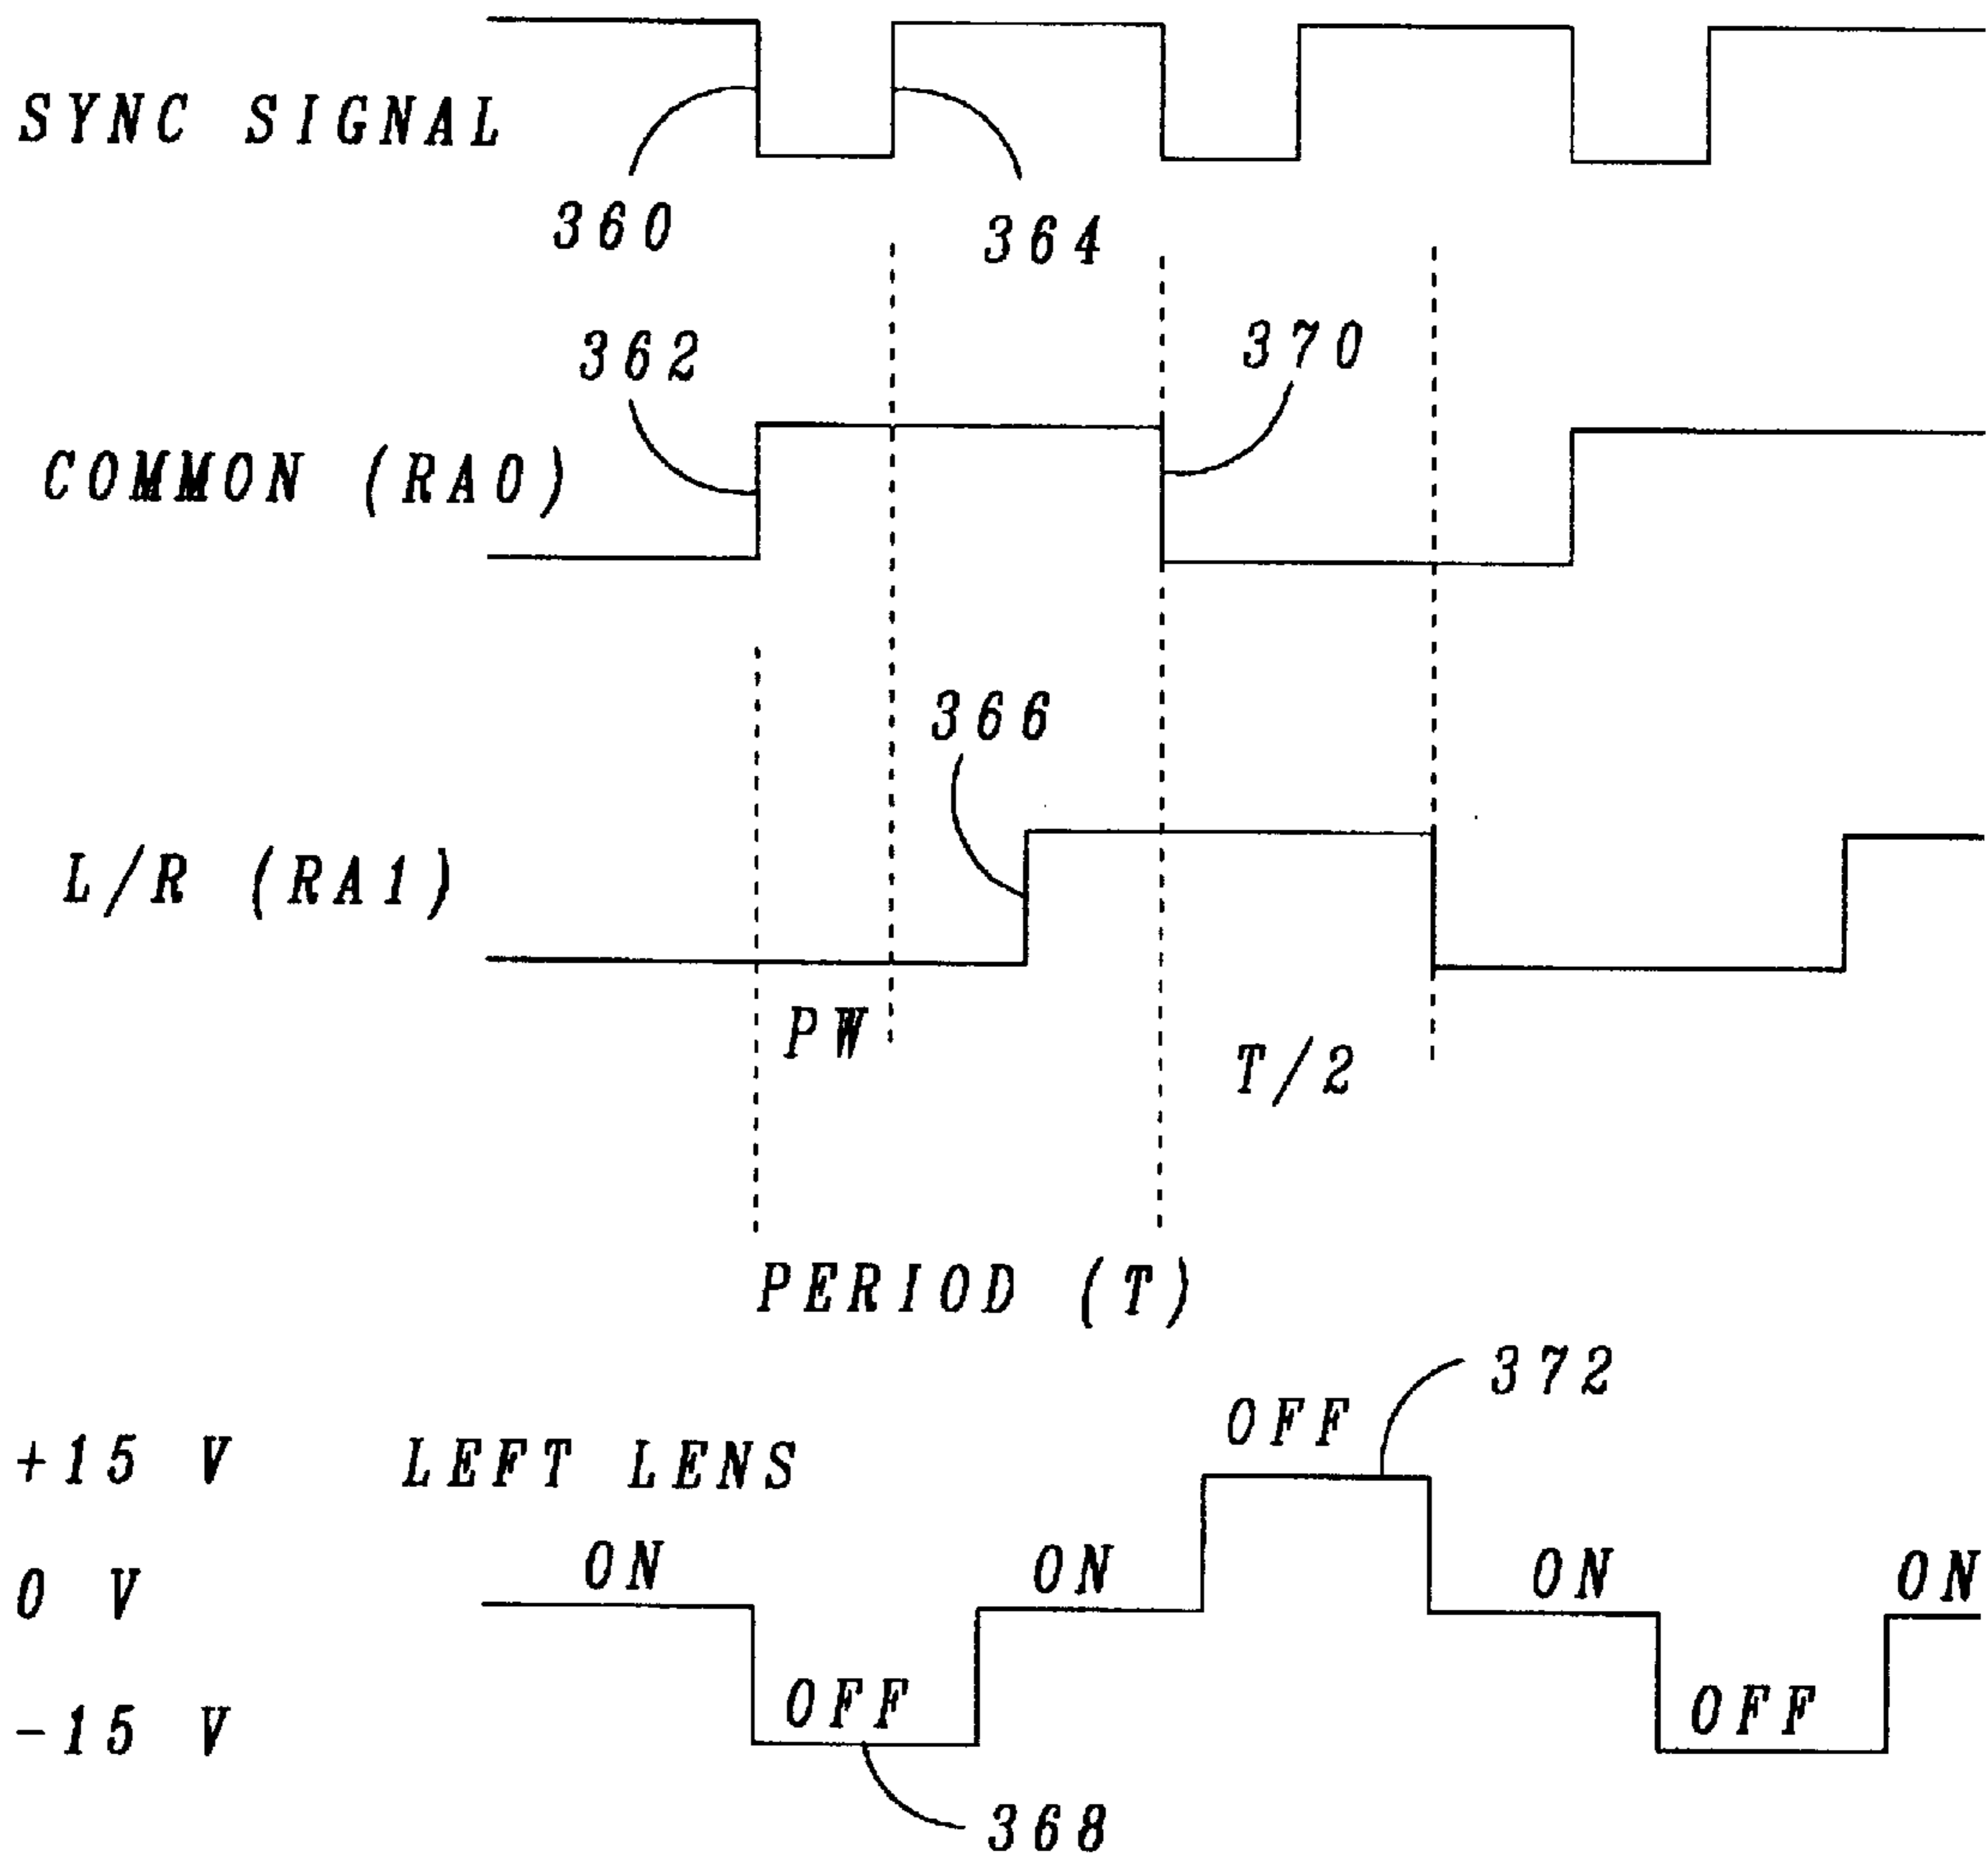 SYNC SIGNAL
360
364
362
370
COMMON (RA0)
366
L/R (RA1)
PW
T/2
PERIOD (T)
372
OFF
+15 V LEFT LENS
ON ON ON ON
0 V
OFF OFF
-15 V
368